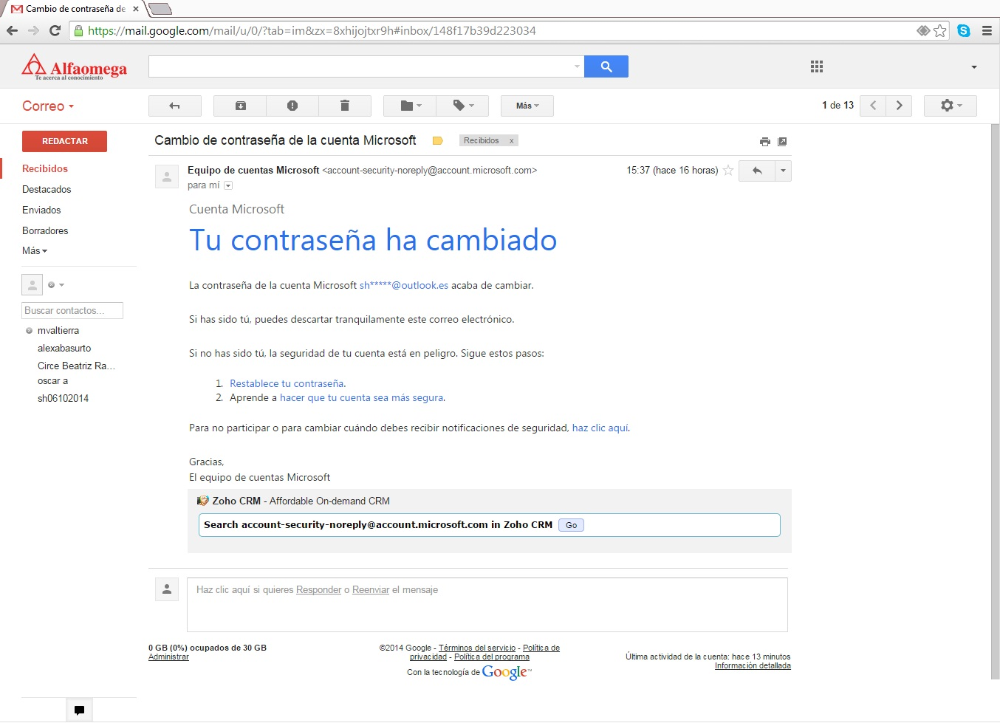 Cambio de contraseña de
https://mail.google.com/mail/u/0/?tab=im&zx=8xhijojtxr9h#inbox/148f17b39d223034
Alfaomega
Te acerca al conocimiento
Correo
Más
1 de 13
REDACTAR
Recibidos
Destacados
Enviados
Borradores
Más
Buscar contactos...
mvaltierra
alexabasurto
Circe Beatriz Ra...
oscar a
sh06102014
Cambio de contraseña de la cuenta Microsoft
Recibidos x
Equipo de cuentas Microsoft <account-security-noreply@account.microsoft.com>
15:37 (hace 16 horas)
para mí
Cuenta Microsoft
Tu contraseña ha cambiado
La contraseña de la cuenta Microsoft sh*****@outlook.es acaba de cambiar.
Si has sido tú, puedes descartar tranquilamente este correo electrónico.
Si no has sido tú, la seguridad de tu cuenta está en peligro. Sigue estos pasos:
1. Restablece tu contraseña.
2. Aprende a hacer que tu cuenta sea más segura.
Para no participar o para cambiar cuándo debes recibir notificaciones de seguridad, haz clic aquí.
Gracias,
El equipo de cuentas Microsoft
Zoho CRM - Affordable On-demand CRM
Search account-security-noreply@account.microsoft.com in Zoho CRM Go
Haz clic aquí si quieres Responder o Reenviar el mensaje
0 GB (0%) ocupados de 30 GB
Administrar
©2014 Google - Términos del servicio - Política de
privacidad - Política del programa
Con la tecnología de Google™
Última actividad de la cuenta: hace 13 minutos
Información detallada